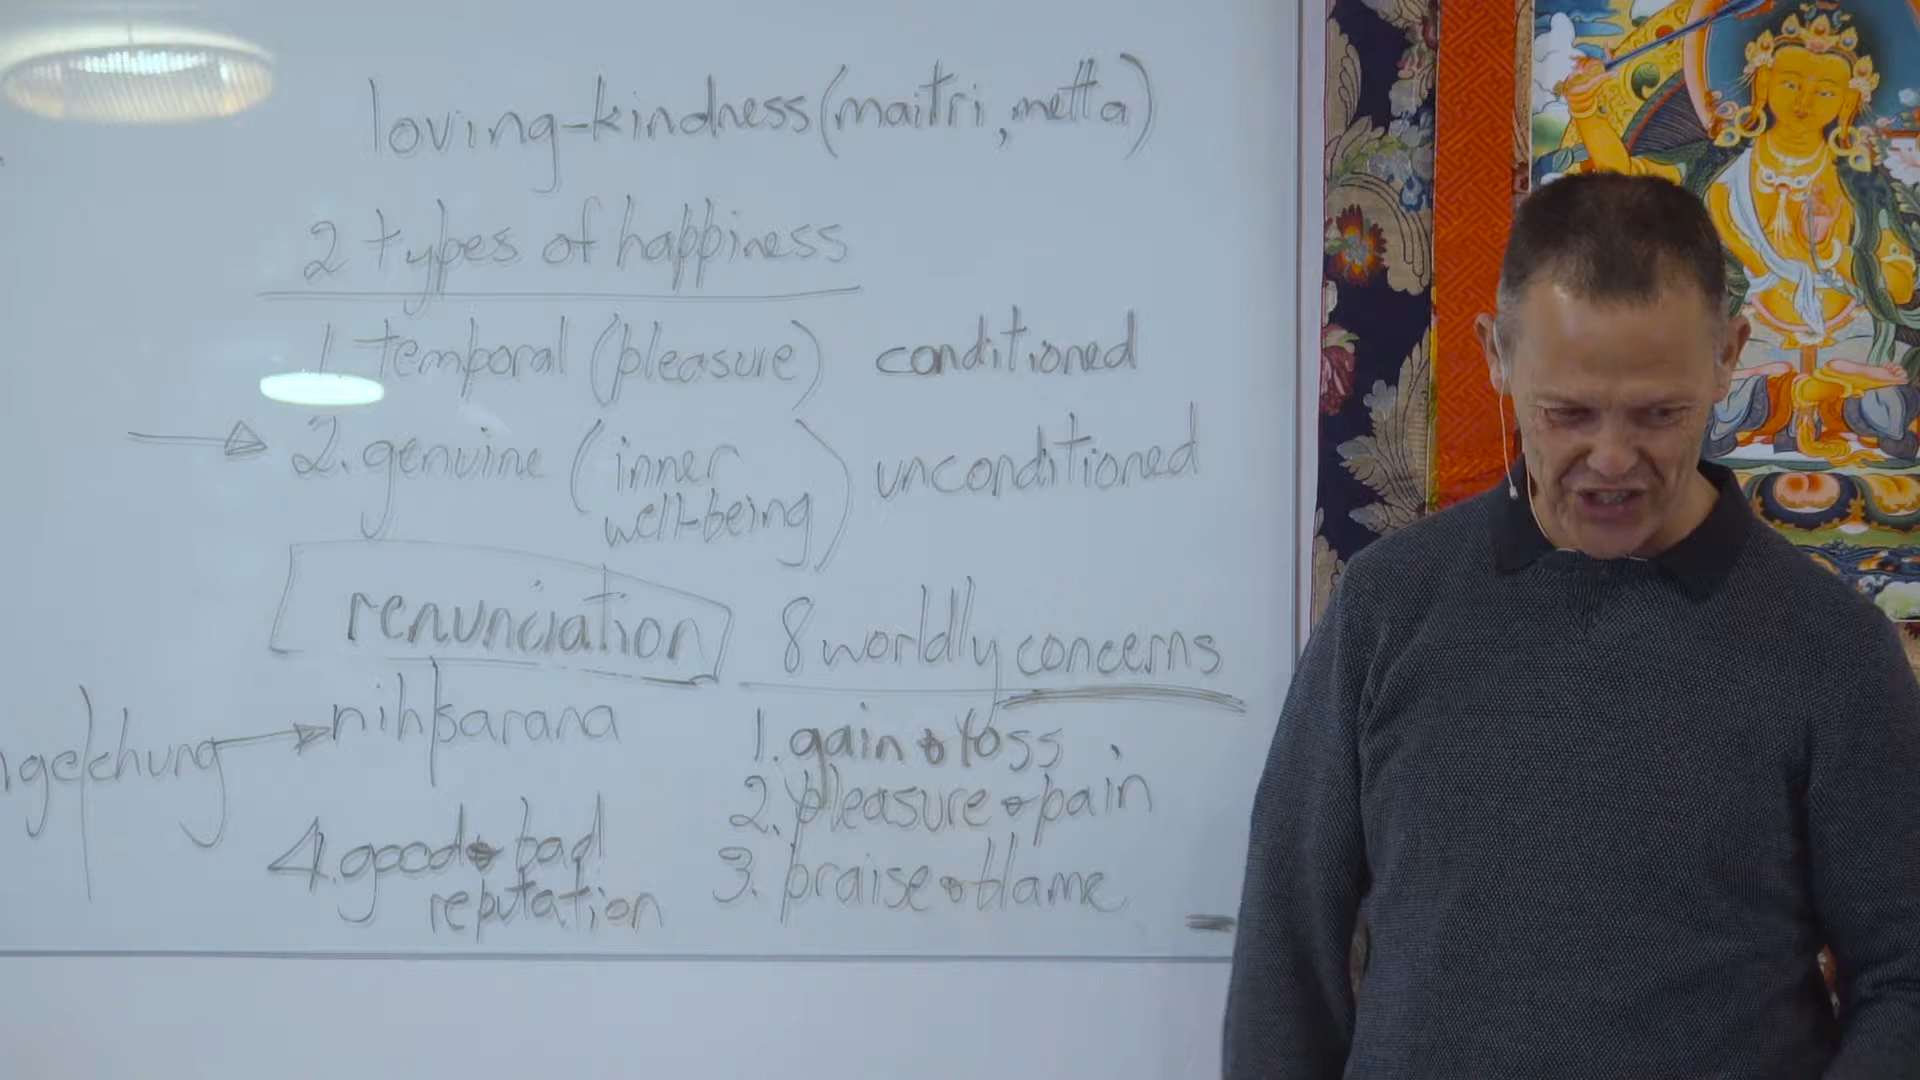 loving-kindness (maitri, metta)
2 types of happiness
1. temporal (pleasure) conditioned
2. genuine (inner well-being) unconditioned
renunciation
nihsarana
ngelchung
8 worldly concerns
1. gain & loss
2. pleasure & pain
3. praise & blame
4. good & bad
reputation